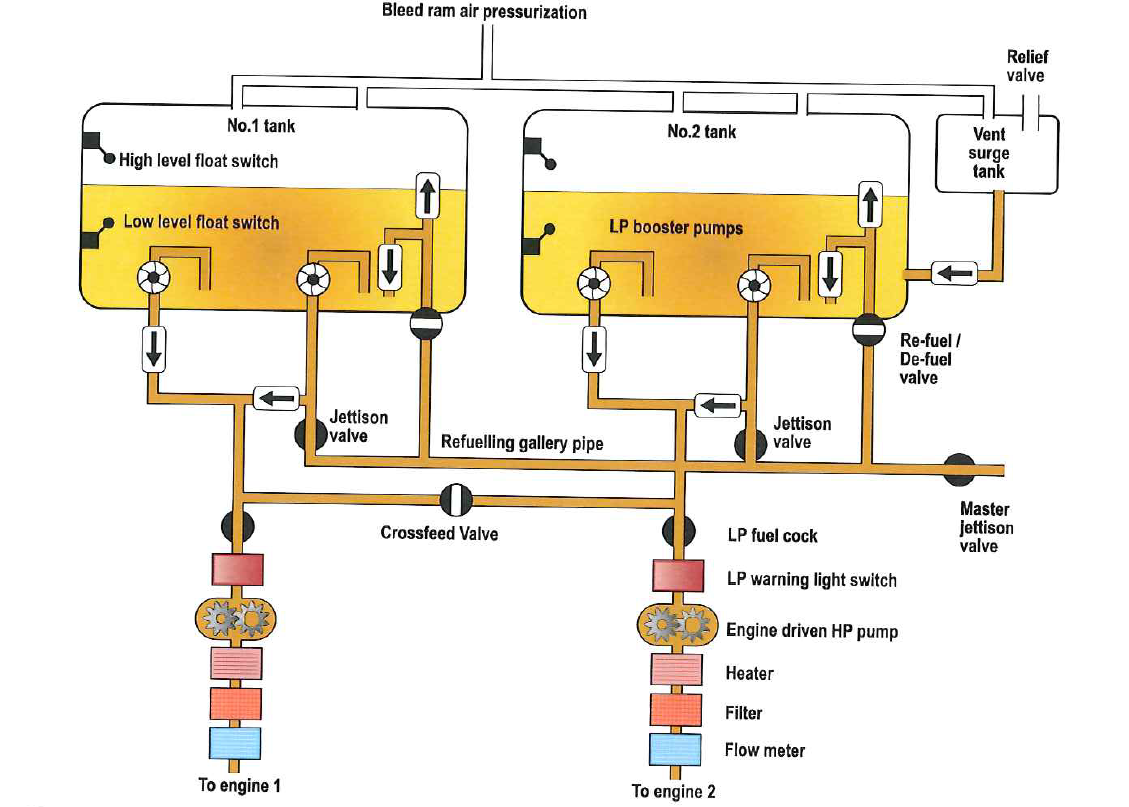 Bleed ram air pressurization
Relief
valve
No.1 tank
No.2 tank
Vent
surge
tank
High level float switch
Low level float switch
LP booster pumps
Re-fuel /
De-fuel
valve
Jettison
valve
Jettison
valve
Refuelling gallery pipe
Crossfeed Valve
Master
jettison
valve
LP fuel cock
LP warning light switch
Engine driven HP pump
Heater
Filter
Flow meter
To engine 1
To engine 2